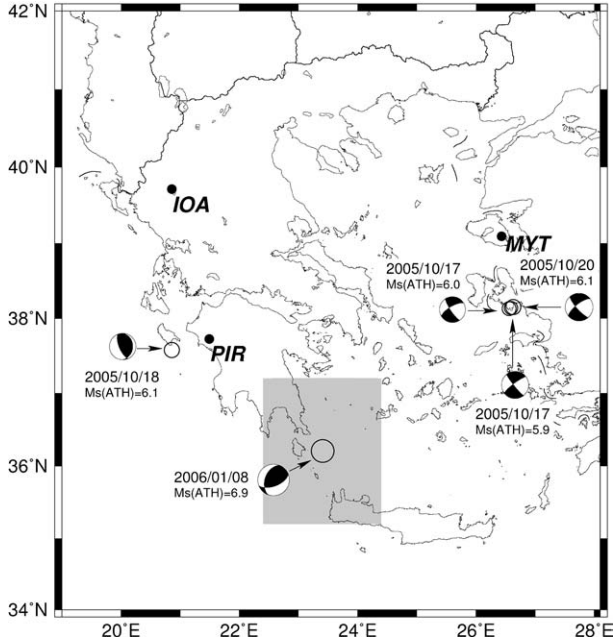 42°N
40°N
IOA
MYT
2005/10/17
Ms(ATH)=6.0
2005/10/20
Ms(ATH)=6.1
38°N
PIR
2005/10/18
Ms(ATH)=6.1
2005/10/17
Ms(ATH)=5.9
2006/01/08
Ms(ATH)=6.9
36°N
34°N
20°E
22°E
24°E
26°E
28°E